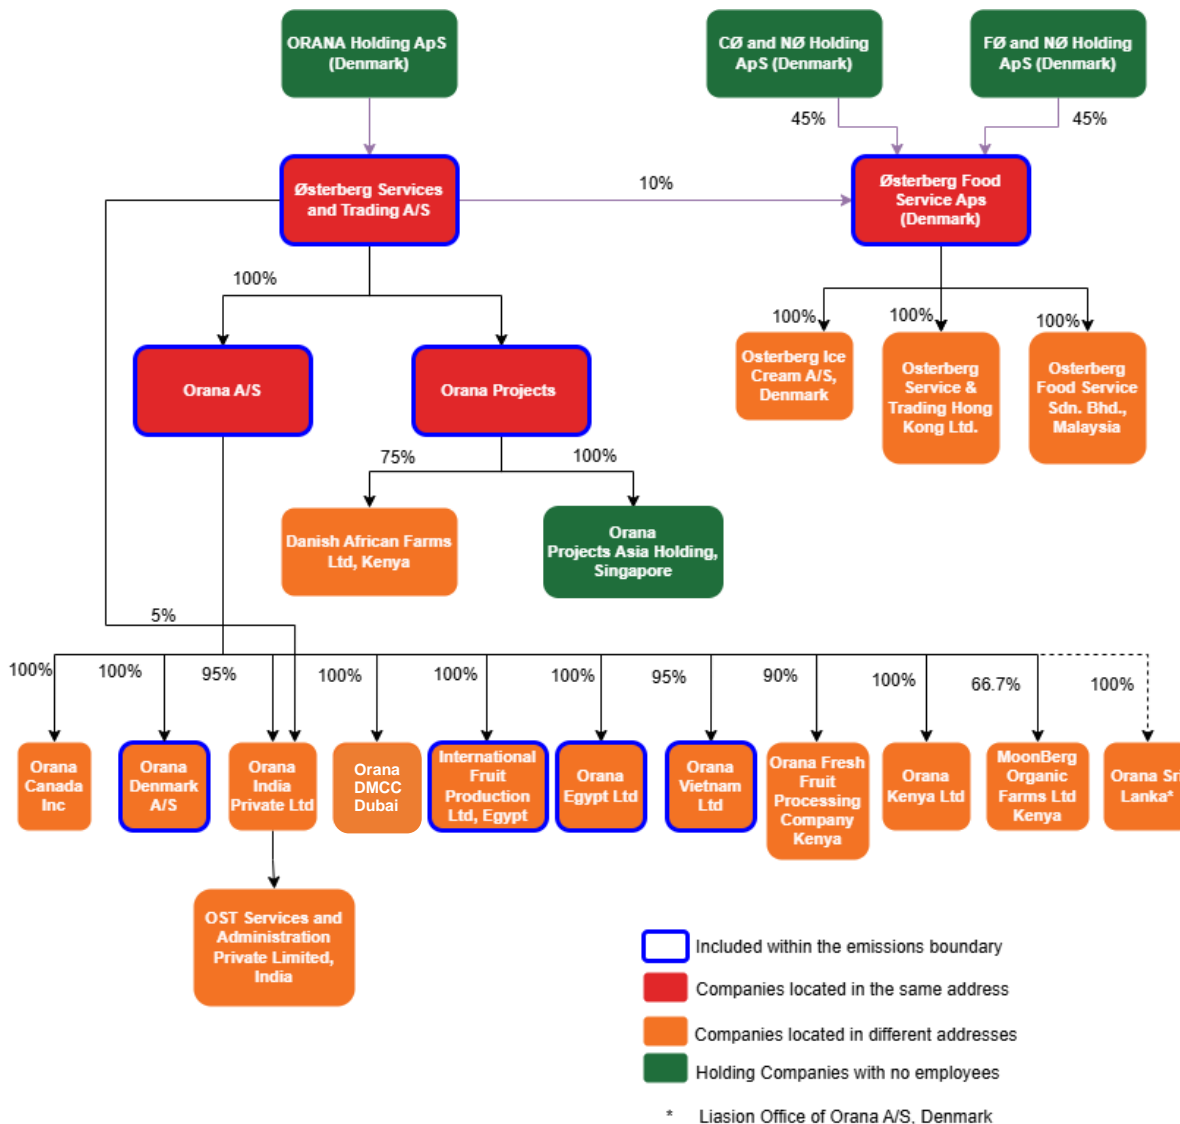 ORANA Holding ApS
(Denmark)
CØ and NØ Holding
ApS (Denmark)
FØ and NØ Holding
ApS (Denmark)
45%
45%
Østerberg Services
and Trading A/S
10%
Østerberg Food
Service Aps
(Denmark)
100%
100%
100%
100%
Orana A/S
Orana Projects
Osterberg Ice
Cream A/S,
Denmark
Osterberg
Service &
Trading Hong
Kong Ltd.
Osterberg
Food Service
Sdn. Bhd.,
Malaysia
75%
100%
Danish African Farms
Ltd, Kenya
Orana
Projects Asia Holding,
Singapore
5%
100%
100%
95%
100%
100%
100%
95%
90%
100%
66.7%
100%
Orana
Canada
Inc
Orana
Denmark
A/S
Orana
India
Private Ltd
Orana
DMCC
Dubai
International
Fruit
Production
Ltd, Egypt
Orana
Egypt Ltd
Orana
Vietnam
Ltd
Orana Fresh
Fruit
Processing
Company
Kenya
Orana
Kenya Ltd
MoonBerg
Organic
Farms Ltd
Kenya
Orana Sri
Lanka*
OST Services and
Administration
Private Limited,
India
Included within the emissions boundary
Companies located in the same address
Companies located in different addresses
Holding Companies with no employees
* Liasion Office of Orana A/S, Denmark